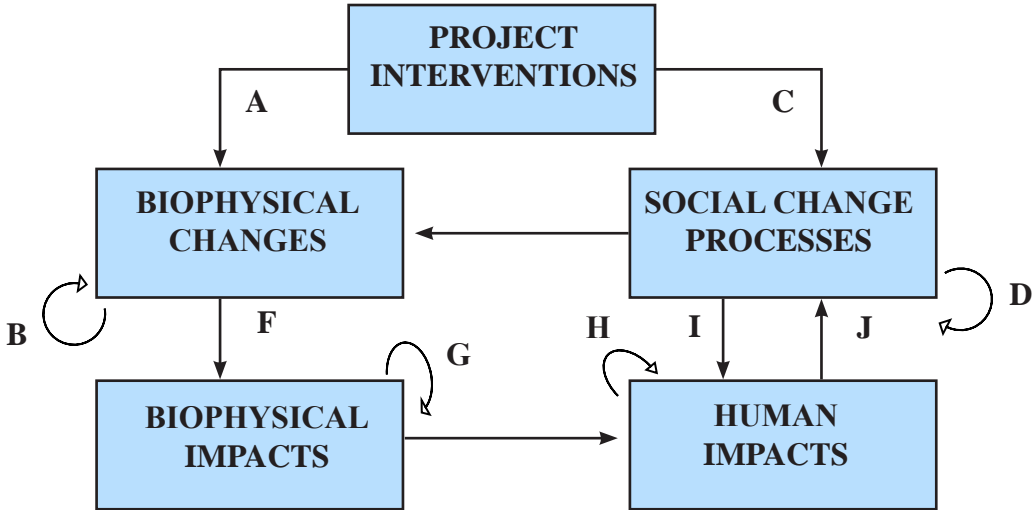 PROJECT
INTERVENTIONS
A
C
BIOPHYSICAL
CHANGES
SOCIAL CHANGE
PROCESSES
B
F
I
J
D
G
H
BIOPHYSICAL
IMPACTS
HUMAN
IMPACTS